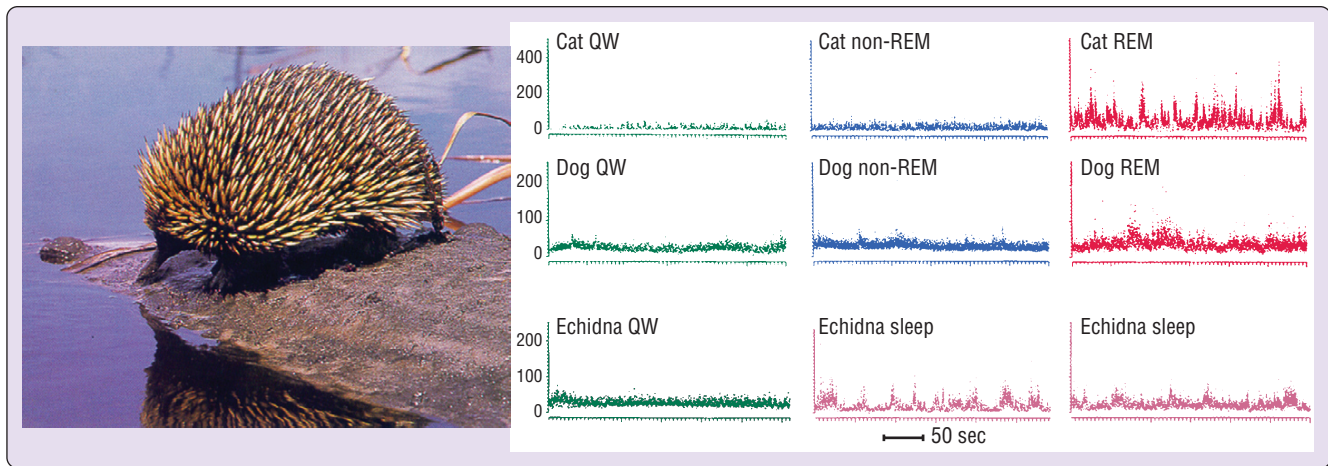 Cat QW
Cat non-REM
Cat REM
400
200
0
Dog QW
Dog non-REM
Dog REM
200
100
0
Echidna QW
Echidna sleep
Echidna sleep
200
100
0
50 sec